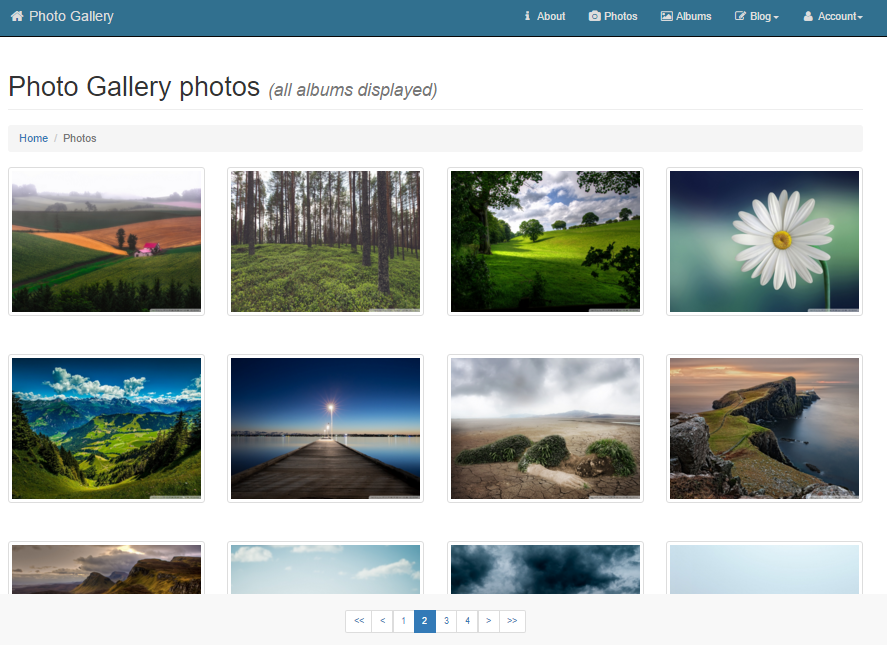 Photo Gallery About Photos Albums Blog Account
Photo Gallery photos (all albums displayed)
Home / Photos
<< < 1 2 3 4 > >>